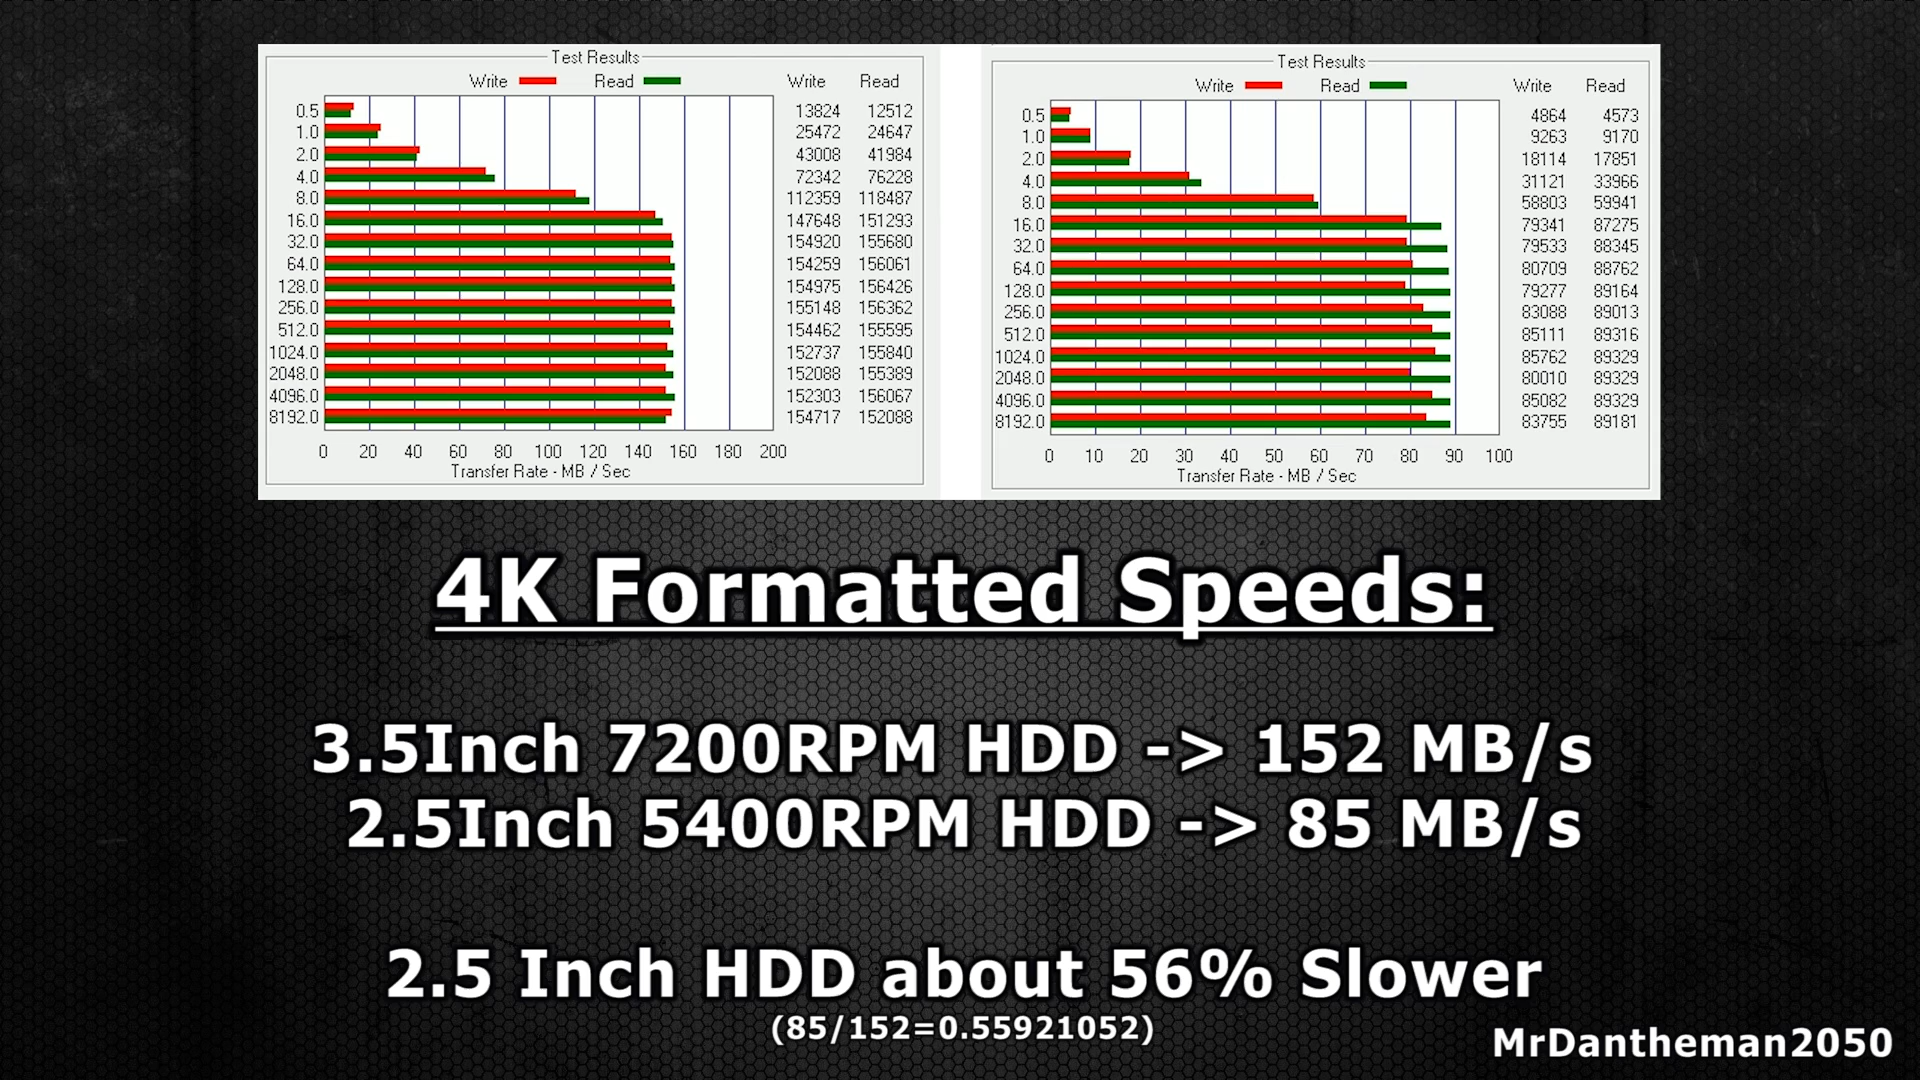 Test Results
Write Read Write Read
0.5 13824 12512
1.0 25472 24647
2.0 43008 41984
4.0 72342 76228
8.0 112359 118487
16.0 147648 151293
32.0 154920 155680
64.0 154259 156061
128.0 154975 156426
256.0 155148 156362
512.0 154462 155595
1024.0 152737 155840
2048.0 152088 155389
4096.0 152303 156067
8192.0 154717 152088
0 20 40 60 80 100 120 140 160 180 200
Transfer Rate - MB / Sec
Test Results
Write Read Write Read
0.5 4864 4573
1.0 9263 9170
2.0 18114 17851
4.0 31121 33966
8.0 58803 59941
16.0 79341 87275
32.0 79533 88345
64.0 80709 88762
128.0 79277 89164
256.0 83088 89013
512.0 85111 89316
1024.0 85762 89329
2048.0 80010 89329
4096.0 85082 89329
8192.0 83755 89181
0 10 20 30 40 50 60 70 80 90 100
Transfer Rate - MB / Sec
4K Formatted Speeds:
3.5Inch 7200RPM HDD -> 152 MB/s
2.5Inch 5400RPM HDD -> 85 MB/s
2.5 Inch HDD about 56% Slower
(85/152=0.55921052)
MrDantheman2050